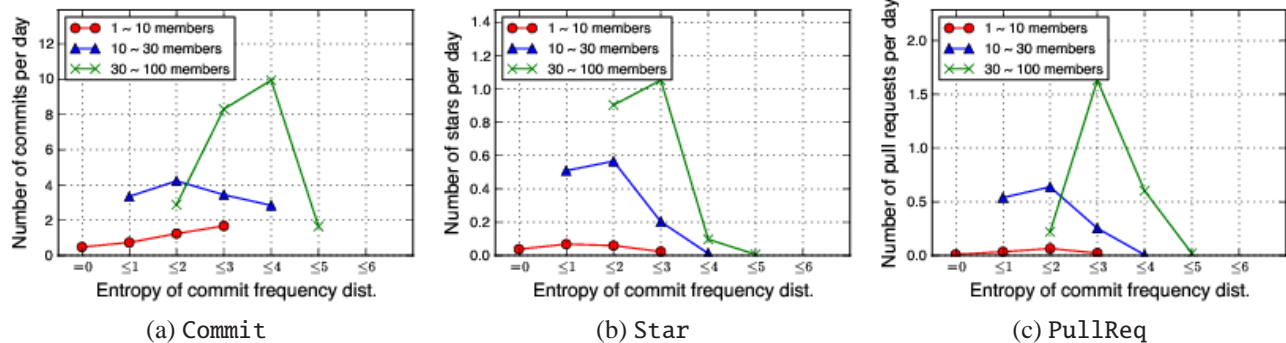 Number of commits per day
14
12
10
8
6
4
2
0
1 ~ 10 members
10 ~ 30 members
30 ~ 100 members
=0 ≤1 ≤2 ≤3 ≤4 ≤5 ≤6
Entropy of commit frequency dist.
(a) Commit
Number of stars per day
1.4
1.2
1.0
0.8
0.6
0.4
0.2
0.0
1 ~ 10 members
10 ~ 30 members
30 ~ 100 members
=0 ≤1 ≤2 ≤3 ≤4 ≤5 ≤6
Entropy of commit frequency dist.
(b) Star
Number of pull requests per day
2.0
1.5
1.0
0.5
0.0
1 ~ 10 members
10 ~ 30 members
30 ~ 100 members
=0 ≤1 ≤2 ≤3 ≤4 ≤5 ≤6
Entropy of commit frequency dist.
(c) PullReq